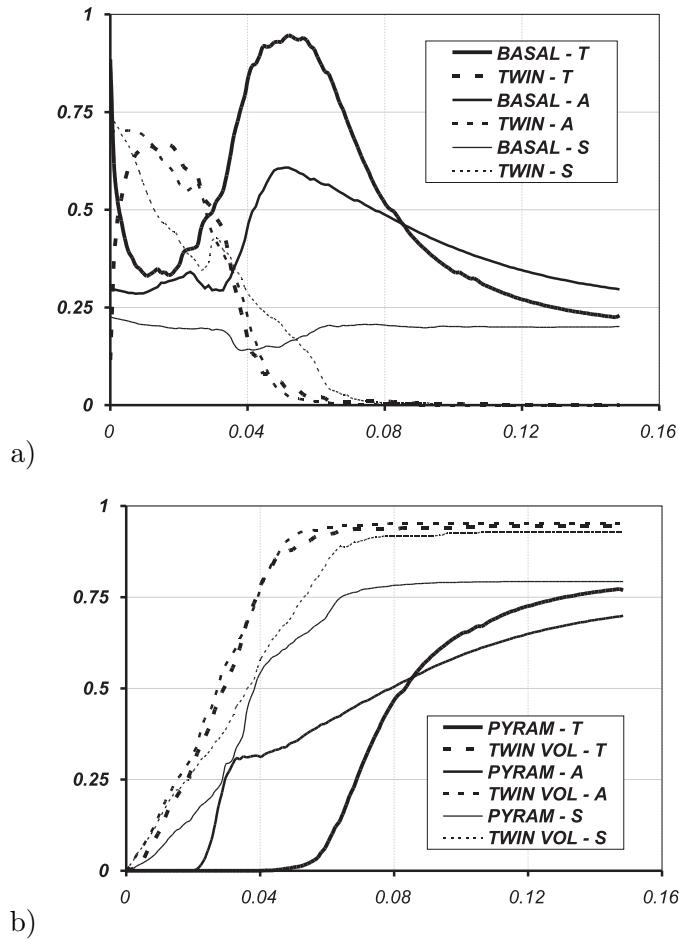 1
0.75
0.5
0.25
0
0
0.04
0.08
0.12
0.16
BASAL - T
TWIN - T
BASAL - A
TWIN - A
BASAL - S
TWIN - S
a)
1
0.75
0.5
0.25
0
0
0.04
0.08
0.12
0.16
PYRAM - T
TWIN VOL - T
PYRAM - A
TWIN VOL - A
PYRAM - S
TWIN VOL - S
b)